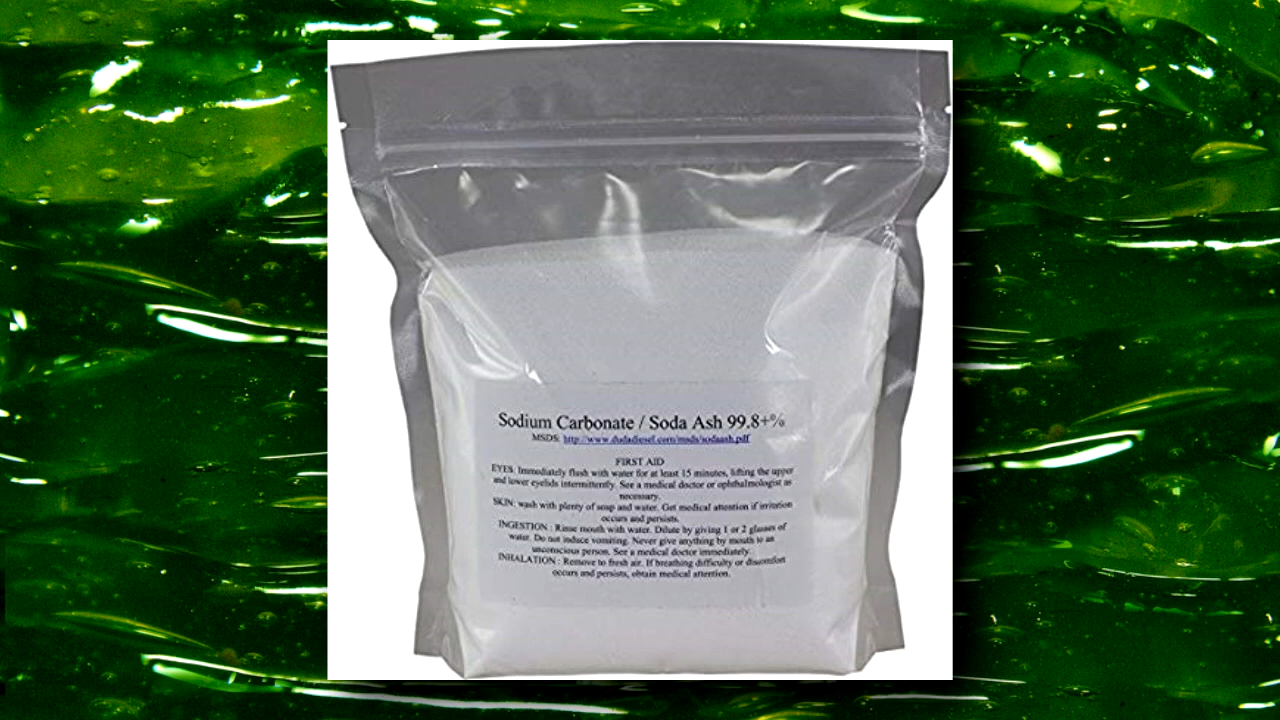 Sodium Carbonate / Soda Ash 99.8+%
MSDS: http://www.dudadiesel.com/msds/sodaash.pdf
FIRST AID
EYES: Immediately flush with water for at least 15 minutes, lifting the upper
and lower eyelids intermittently. See a medical doctor or ophthalmologist as
necessary.
SKIN: wash with plenty of soap and water. Get medical attention if irritation
occurs and persists.
INGESTION : Rinse mouth with water. Dilute by giving 1 or 2 glasses of
water. Do not induce vomiting. Never give anything by mouth to an
unconscious person. See a medical doctor immediately.
INHALATION : Remove to fresh air. If breathing difficulty or discomfort
occurs and persists, obtain medical attention.